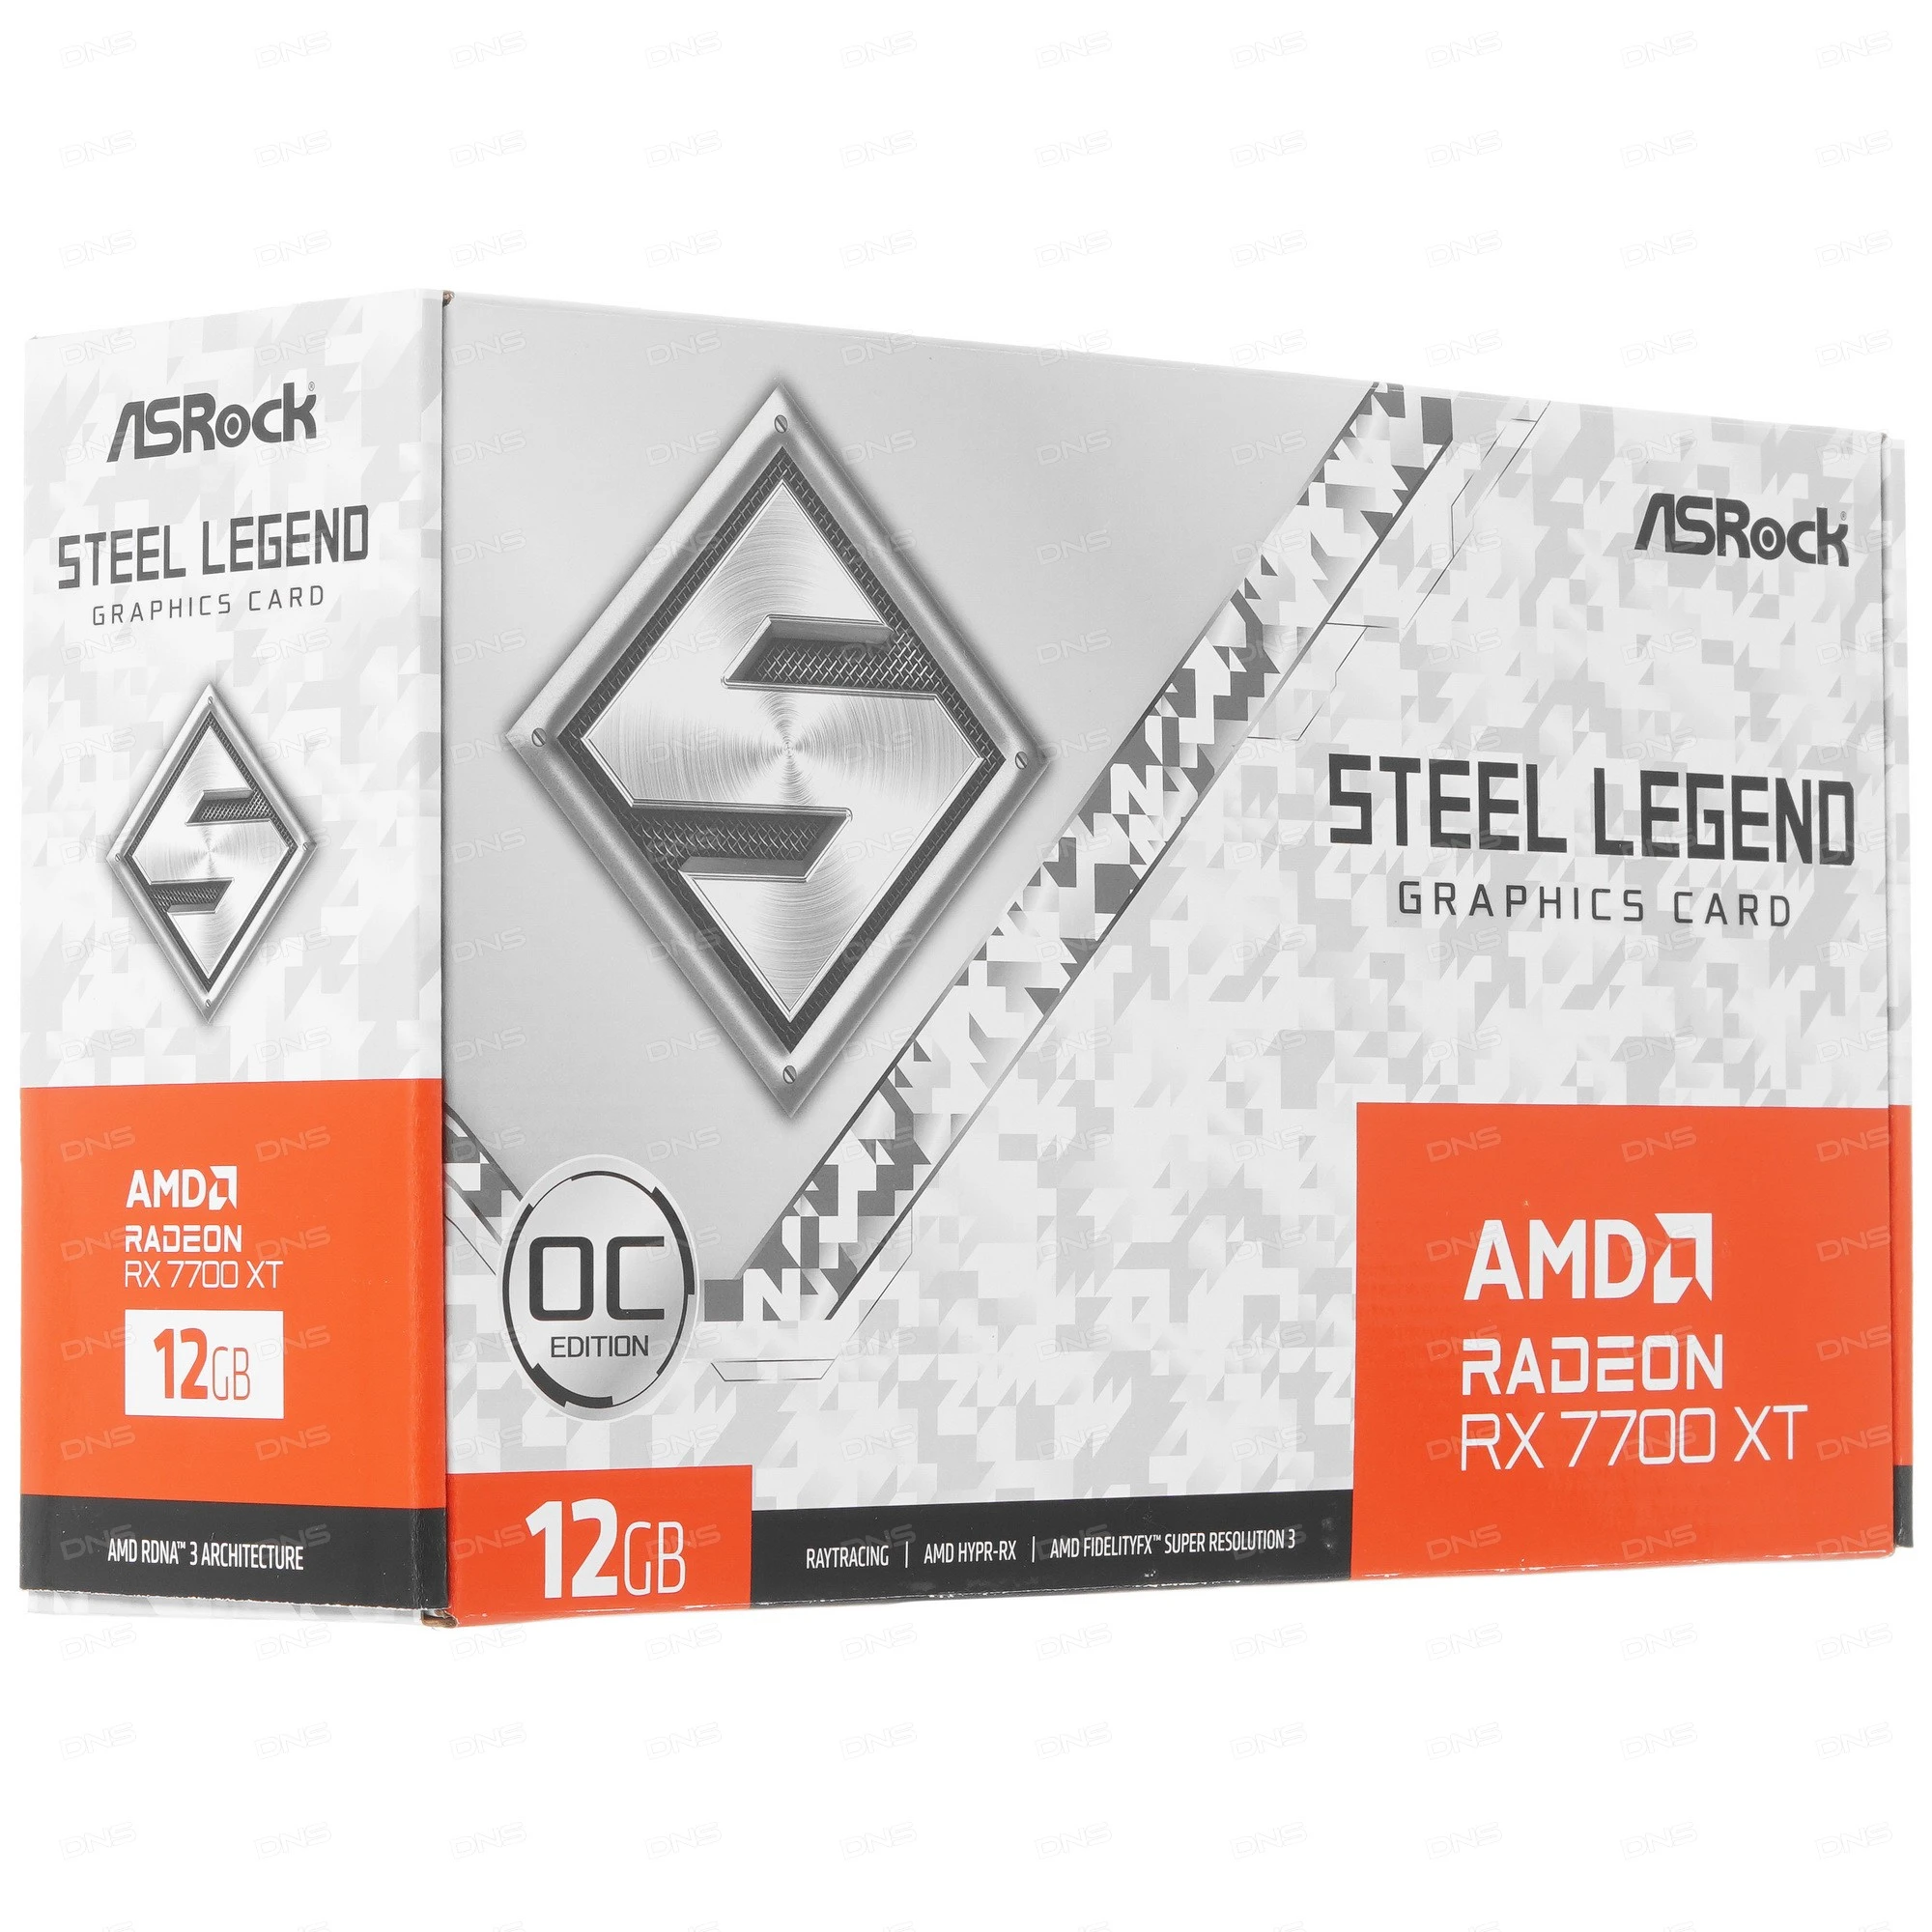 ASRock®
STEEL LEGEND
GRAPHICS CARD
AMD
RADEON
RX 7700 XT
12GB
AMD RDNA™ 3 ARCHITECTURE
OC
EDITION
12GB
RAYTRACING | AMD HYPR-RX | AMD FIDELITYFX™ SUPER RESOLUTION 3
ASRock®
STEEL LEGEND
GRAPHICS CARD
AMD
RADEON
RX 7700 XT
DNS